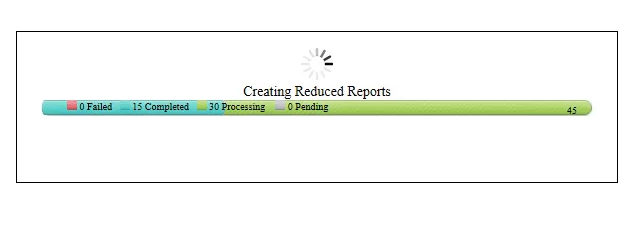 Creating Reduced Reports
0 Failed 15 Completed 30 Processing 0 Pending
45